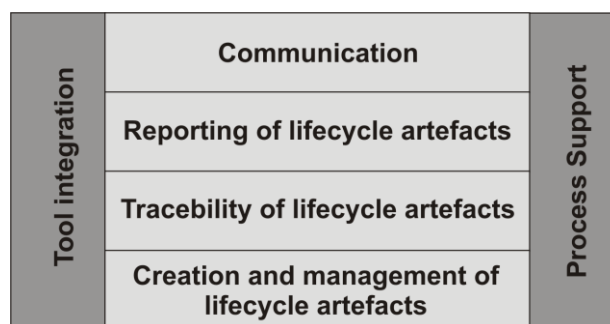 Tool integration
Communication
Reporting of lifecycle artefacts
Tracebility of lifecycle artefacts
Creation and management of
lifecycle artefacts
Process Support